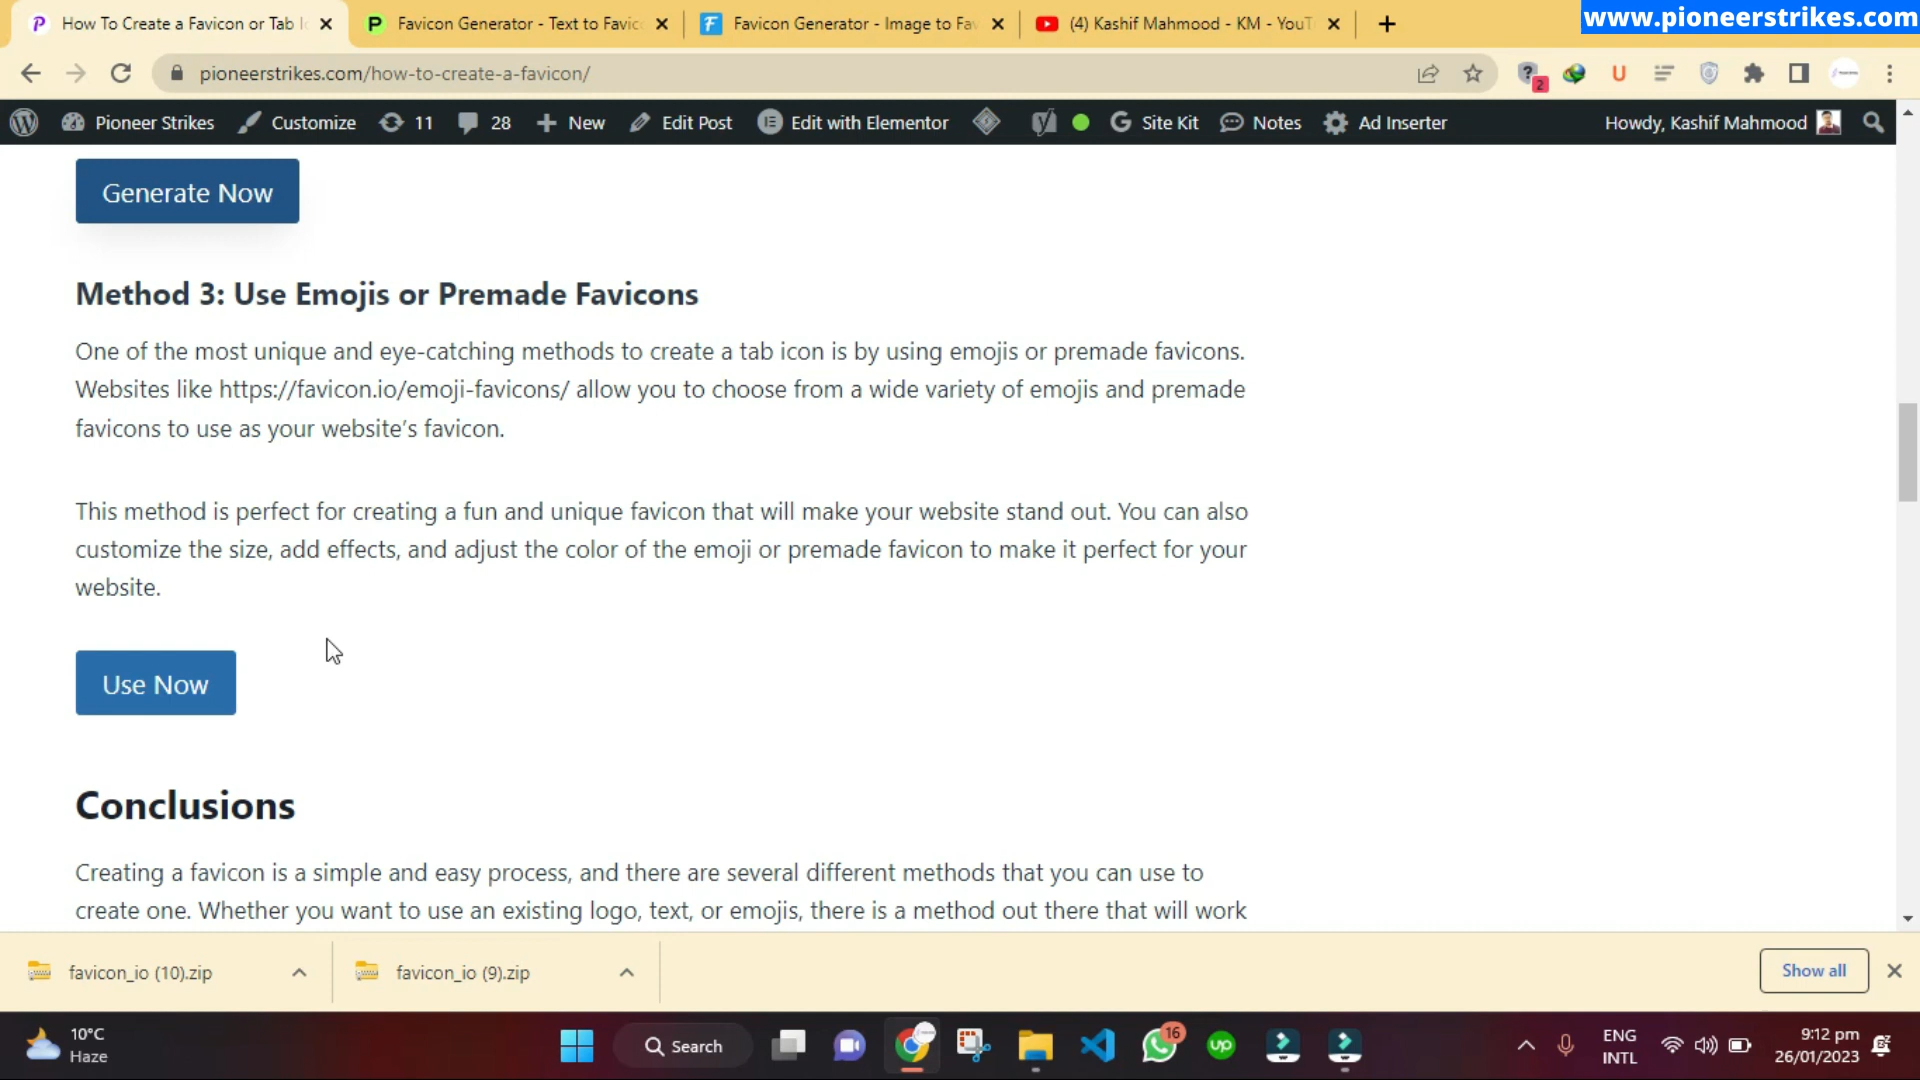 How To Create a Favicon or Tab I
Favicon Generator - Text to Favic
Favicon Generator - Image to Fav
(4) Kashif Mahmood - KM - YouT
www.pioneerstrikes.com
pioneerstrikes.com/how-to-create-a-favicon/
2
Pioneer Strikes
Customize
11
28
New
Edit Post
Edit with Elementor
Site Kit
Notes
Ad Inserter
Howdy, Kashif Mahmood
Generate Now
Method 3: Use Emojis or Premade Favicons
One of the most unique and eye-catching methods to create a tab icon is by using emojis or premade favicons.
Websites like https://favicon.io/emoji-favicons/ allow you to choose from a wide variety of emojis and premade
favicons to use as your website’s favicon.
This method is perfect for creating a fun and unique favicon that will make your website stand out. You can also
customize the size, add effects, and adjust the color of the emoji or premade favicon to make it perfect for your
website.
Use Now
Conclusions
Creating a favicon is a simple and easy process, and there are several different methods that you can use to
create one. Whether you want to use an existing logo, text, or emojis, there is a method out there that will work
favicon_io (10).zip
favicon_io (9).zip
Show all
10°C
Haze
Search
16
up
ENG
INTL
9:12 pm
26/01/2023